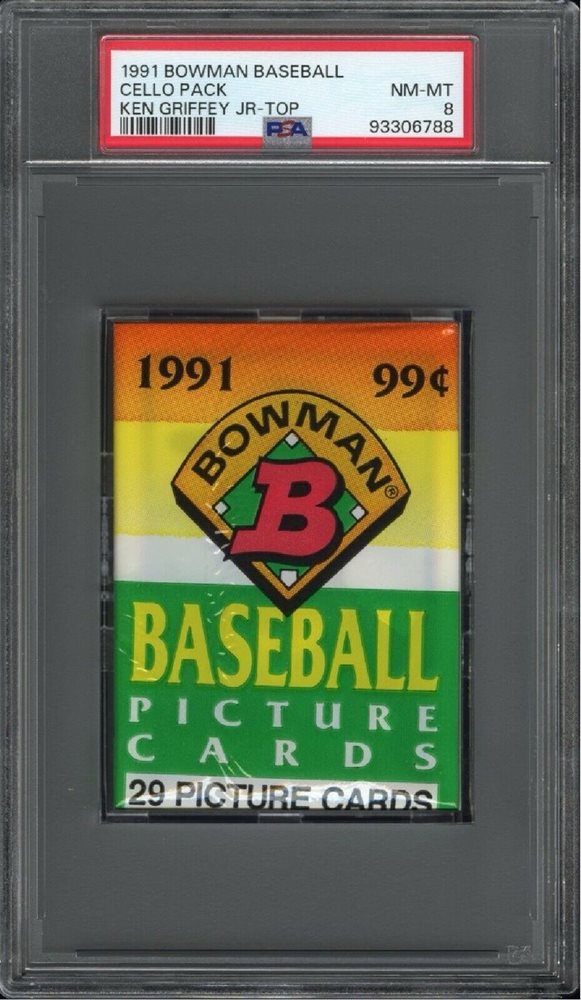 1991 BOWMAN BASEBALL
CELLO PACK NM-MT
KEN GRIFFEY JR-TOP 8
PSA 93306788
1991 99¢
BOWMAN®
B
BASEBALL
PICTURE
CARDS
29 PICTURE CARDS